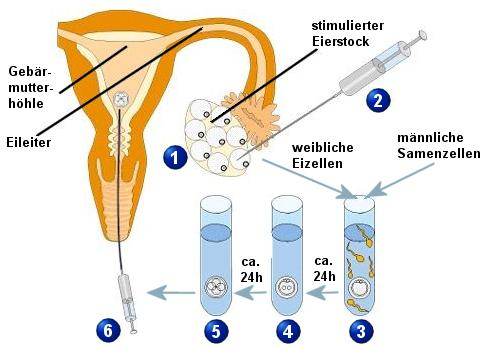 stimulierter
Eierstock
Gebär-
mutter-
höhle
Eileiter
1
2
weibliche
Eizellen
männliche
Samenzellen
ca.
24h
ca.
24h
6
5
4
3